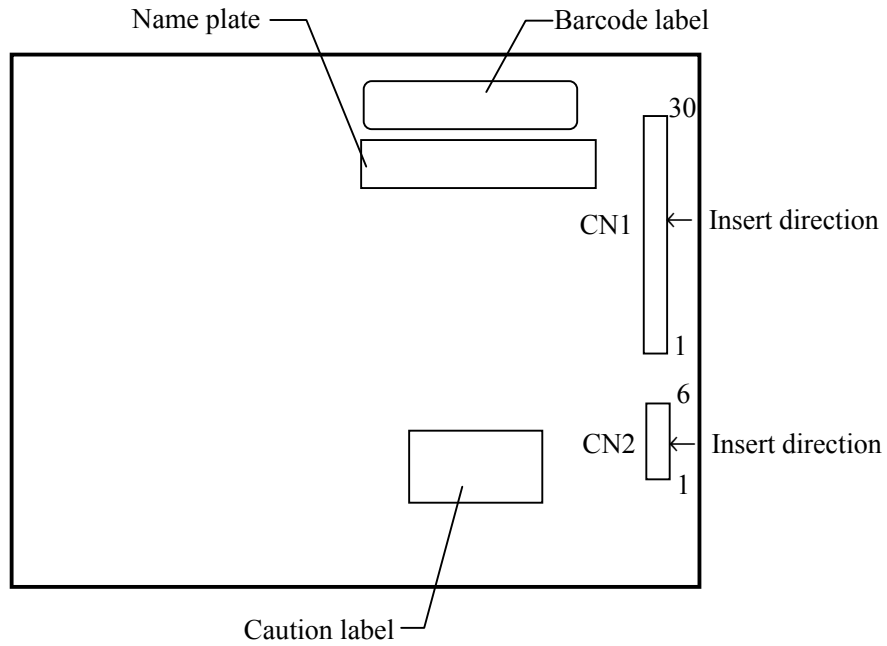 Name plate
Barcode label
30
CN1
Insert direction
1
6
CN2
Insert direction
1
Caution label